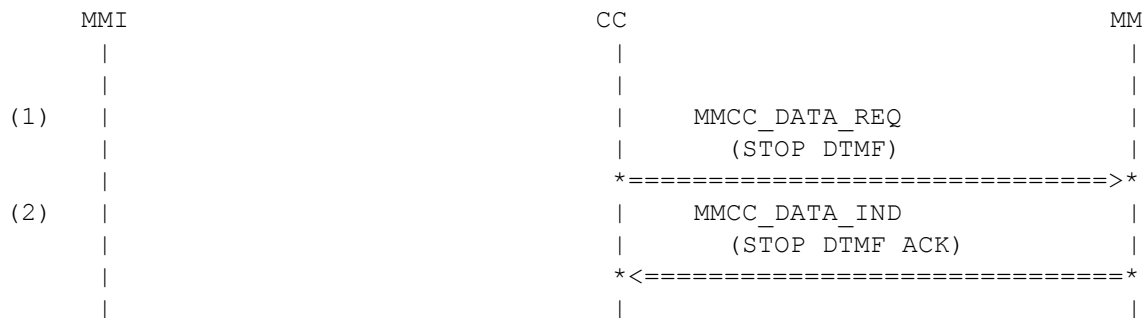 MMI CC MM
| | |
| | |
(1) | | MMCC_DATA_REQ |
| | (STOP DTMF) |
| *==============================>*
(2) | | MMCC_DATA_IND |
| | (STOP DTMF ACK) |
| *<==============================*
| | |